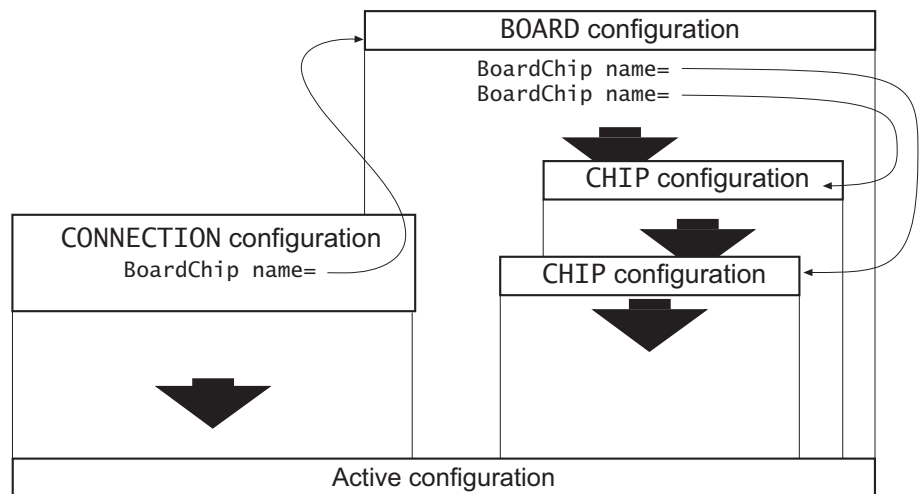 BOARD configuration
BoardChip name=
BoardChip name=
CHIP configuration
CONNECTION configuration
BoardChip name=
CHIP configuration
Active configuration